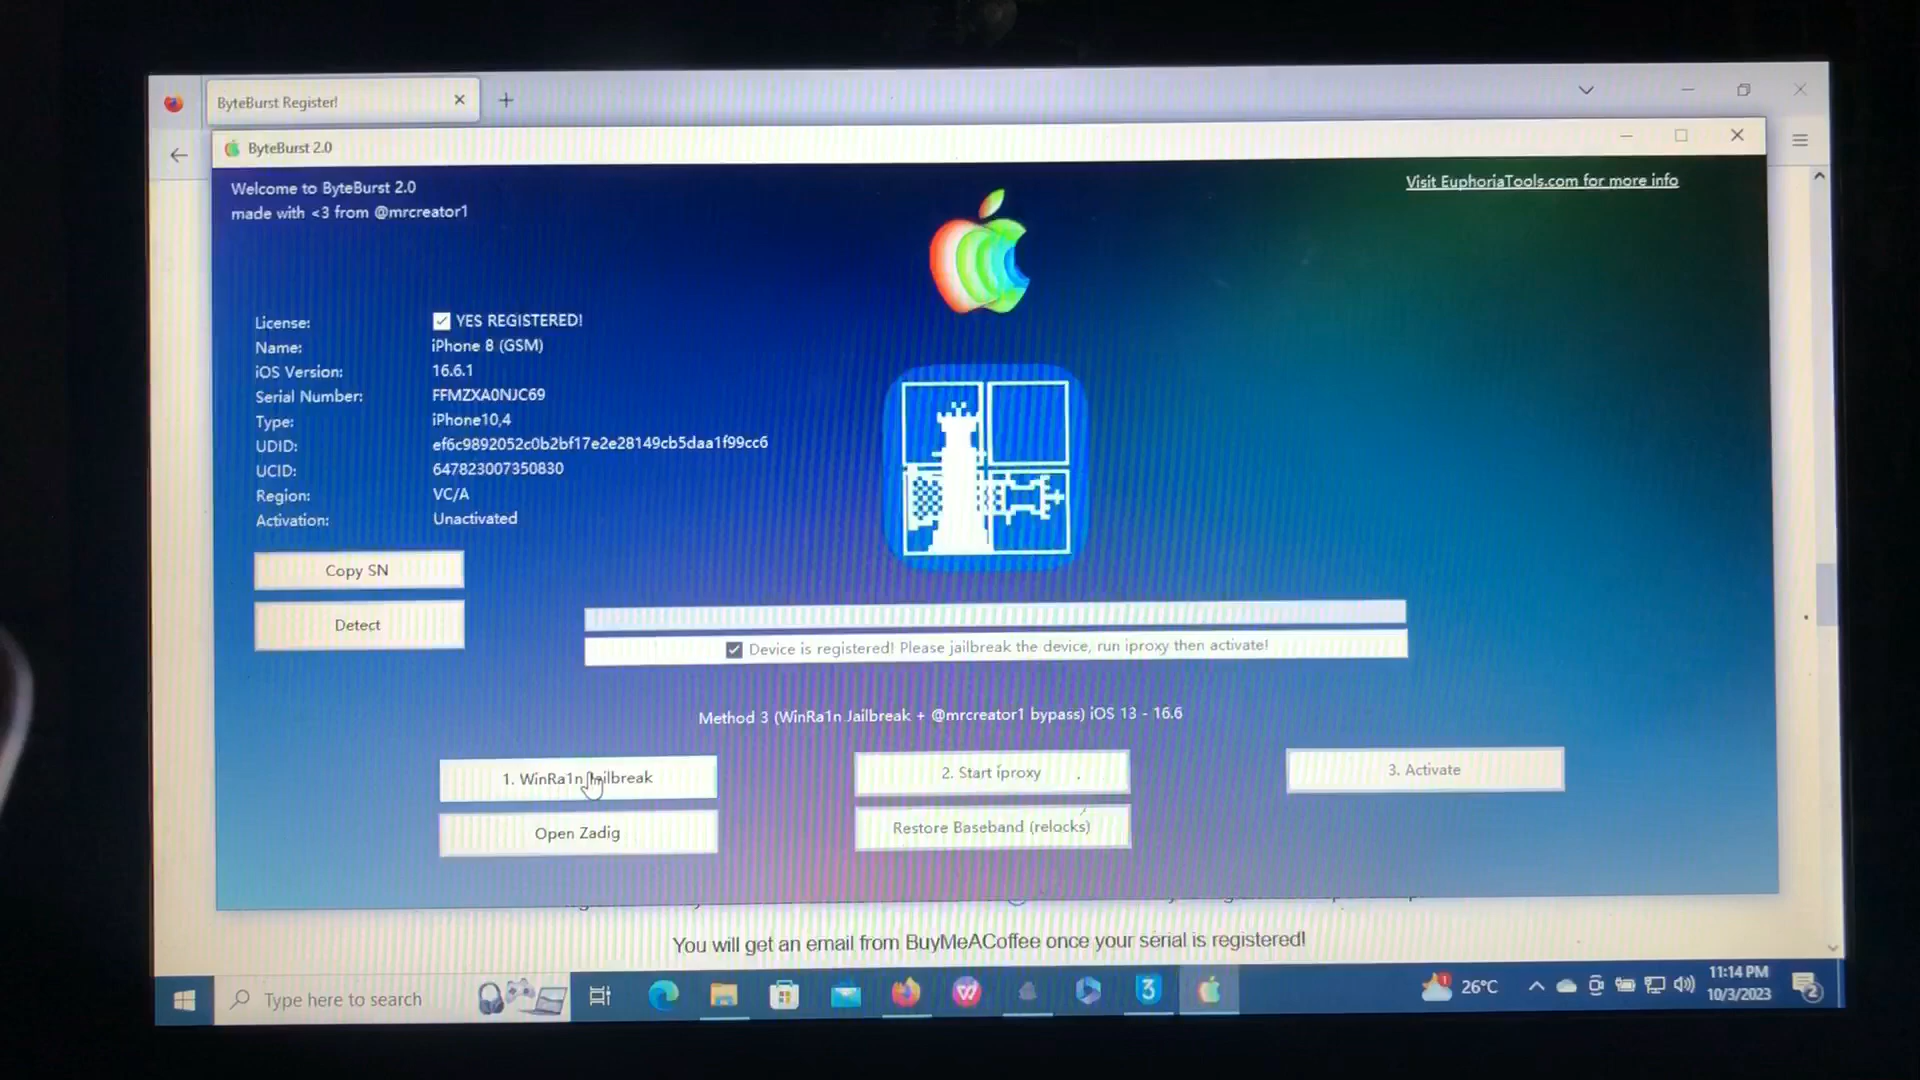 ByteBurst Register!
ByteBurst 2.0
Welcome to ByteBurst 2.0
made with <3 from @mrcreator1
Visit EuphoriaTools.com for more info
License: YES REGISTERED!
Name: iPhone 8 (GSM)
iOS Version: 16.6.1
Serial Number: FFMZXA0NJC69
Type: iPhone10,4
UDID: ef6c9892052c0b2bf17e2e28149cb5daa1f99cc6
UCID: 647823007350830
Region: VC/A
Activation: Unactivated
Copy SN
Detect
Device is registered! Please jailbreak the device, run iproxy then activate!
Method 3 (WinRa1n Jailbreak + @mrcreator1 bypass) iOS 13 - 16.6
1. WinRa1n Jailbreak
2. Start iproxy
3. Activate
Open Zadig
Restore Baseband (relocks)
You will get an email from BuyMeACoffee once your serial is registered!
Type here to search
26°C
11:14 PM
10/3/2023